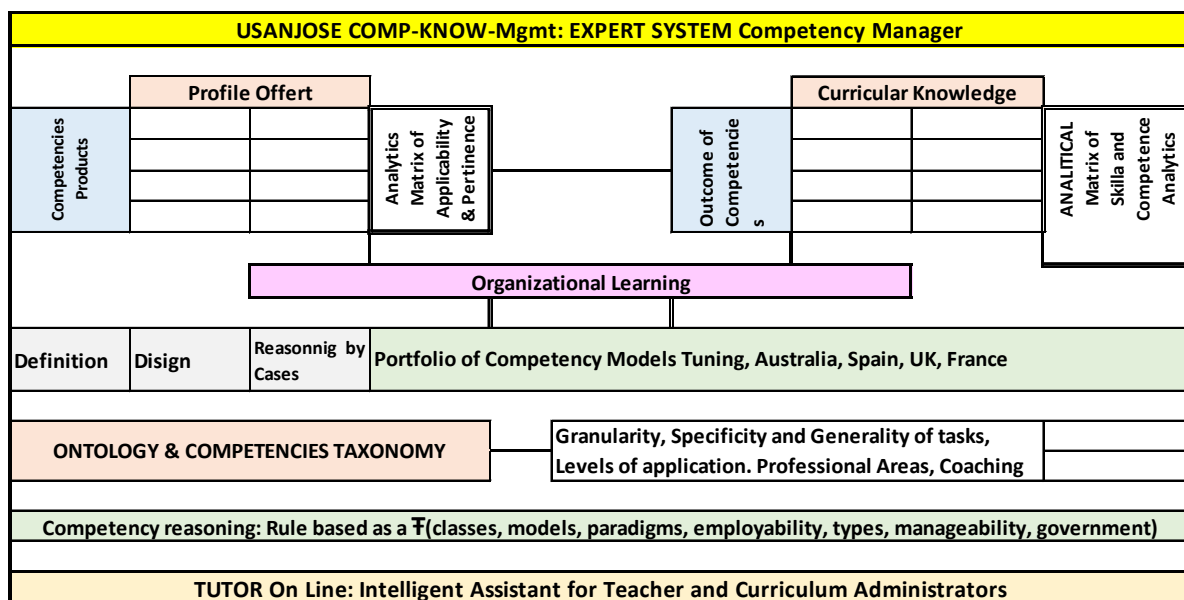 USANJOSE COMP-KNOW-Mgmt: EXPERT SYSTEM Competency Manager
Profile Offert
Curricular Knowledge
Competencies
Products
Analytics
Matrix of
Applicability
& Pertinence
Outcome of
Competencie
s
ANALITICAL
Matrix of
Skilla and
Competence
Analytics
Organizational Learning
Definition
Disign
Reasonnig by
Cases
Portfolio of Competency Models Tuning, Australia, Spain, UK, France
ONTOLOGY & COMPETENCIES TAXONOMY
Granularity, Specificity and Generality of tasks,
Levels of application. Professional Areas, Coaching
Competency reasoning: Rule based as a Ŧ(classes, models, paradigms, employability, types, manageability, government)
TUTOR On Line: Intelligent Assistant for Teacher and Curriculum Administrators